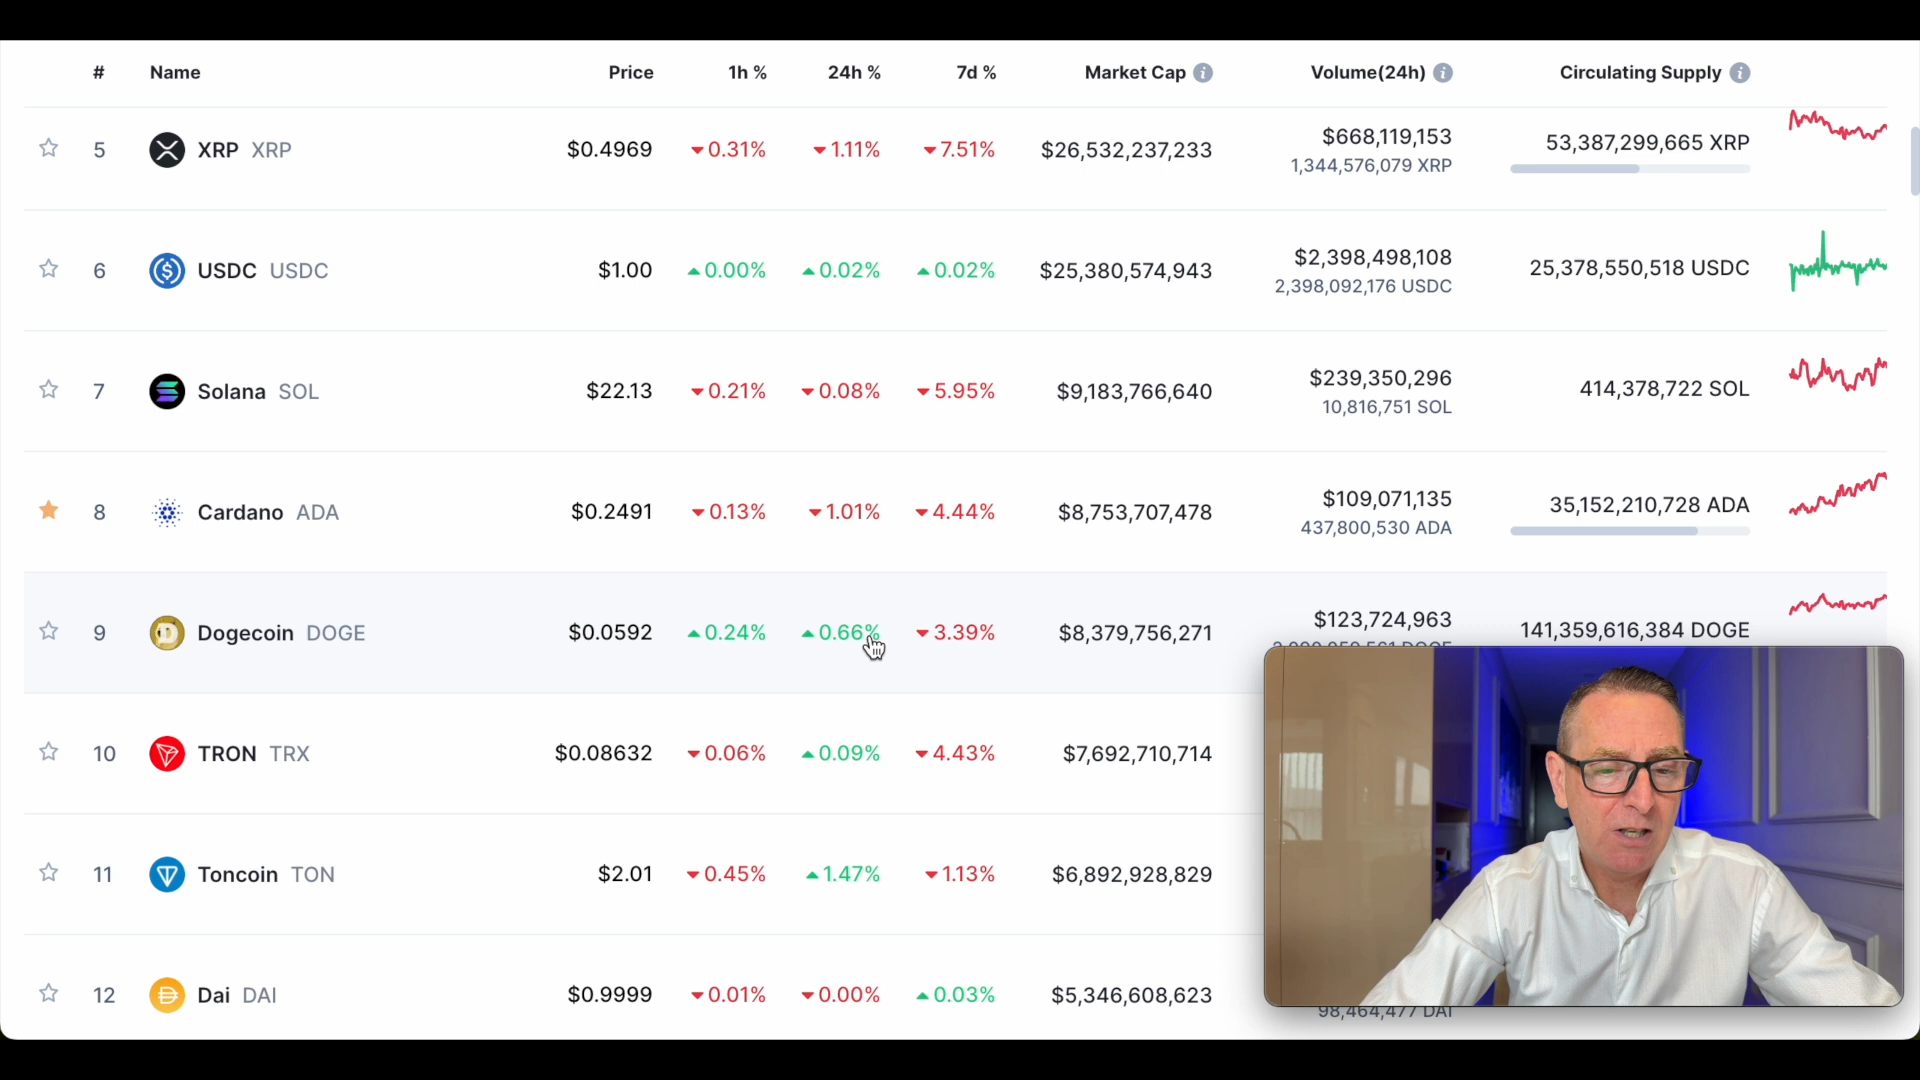 # Name Price 1h % 24h % 7d % Market Cap Volume(24h) Circulating Supply
5 XRP XRP $0.4969 0.31% 1.11% 7.51% $26,532,237,233 $668,119,153 53,387,299,665 XRP
1,344,576,079 XRP
6 USDC USDC $1.00 0.00% 0.02% 0.02% $25,380,574,943 $2,398,498,108 25,378,550,518 USDC
2,398,092,176 USDC
7 Solana SOL $22.13 0.21% 0.08% 5.95% $9,183,766,640 $239,350,296 414,378,722 SOL
10,816,751 SOL
8 Cardano ADA $0.2491 0.13% 1.01% 4.44% $8,753,707,478 $109,071,135 35,152,210,728 ADA
437,800,530 ADA
9 Dogecoin DOGE $0.0592 0.24% 0.66% 3.39% $8,379,756,271 $123,724,963 141,359,616,384 DOGE
10 TRON TRX $0.08632 0.06% 0.09% 4.43% $7,692,710,714
11 Toncoin TON $2.01 0.45% 1.47% 1.13% $6,892,928,829
12 Dai DAI $0.9999 0.01% 0.00% 0.03% $5,346,608,623
98,464,477 DAI